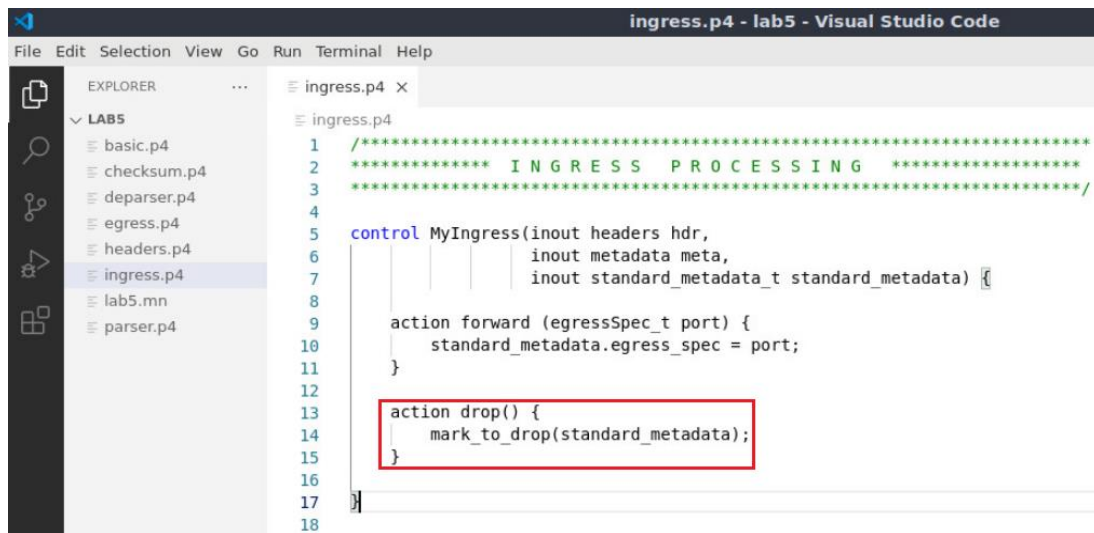 ingress.p4 - lab5 - Visual Studio Code
File Edit Selection View Go Run Terminal Help
EXPLORER ...
LAB5
basic.p4
checksum.p4
deparser.p4
egress.p4
headers.p4
ingress.p4
lab5.mn
parser.p4
ingress.p4 ×
ingress.p4
1 /*************************************************************************
2 ************** I N G R E S S   P R O C E S S I N G   *******************
3 *************************************************************************/
4
5 control MyIngress(inout headers hdr,
6 inout metadata meta,
7 inout standard_metadata_t standard_metadata) {
8
9 action forward (egressSpec_t port) {
10 standard_metadata.egress_spec = port;
11 }
12
13 action drop() {
14 mark_to_drop(standard_metadata);
15 }
16
17 }
18